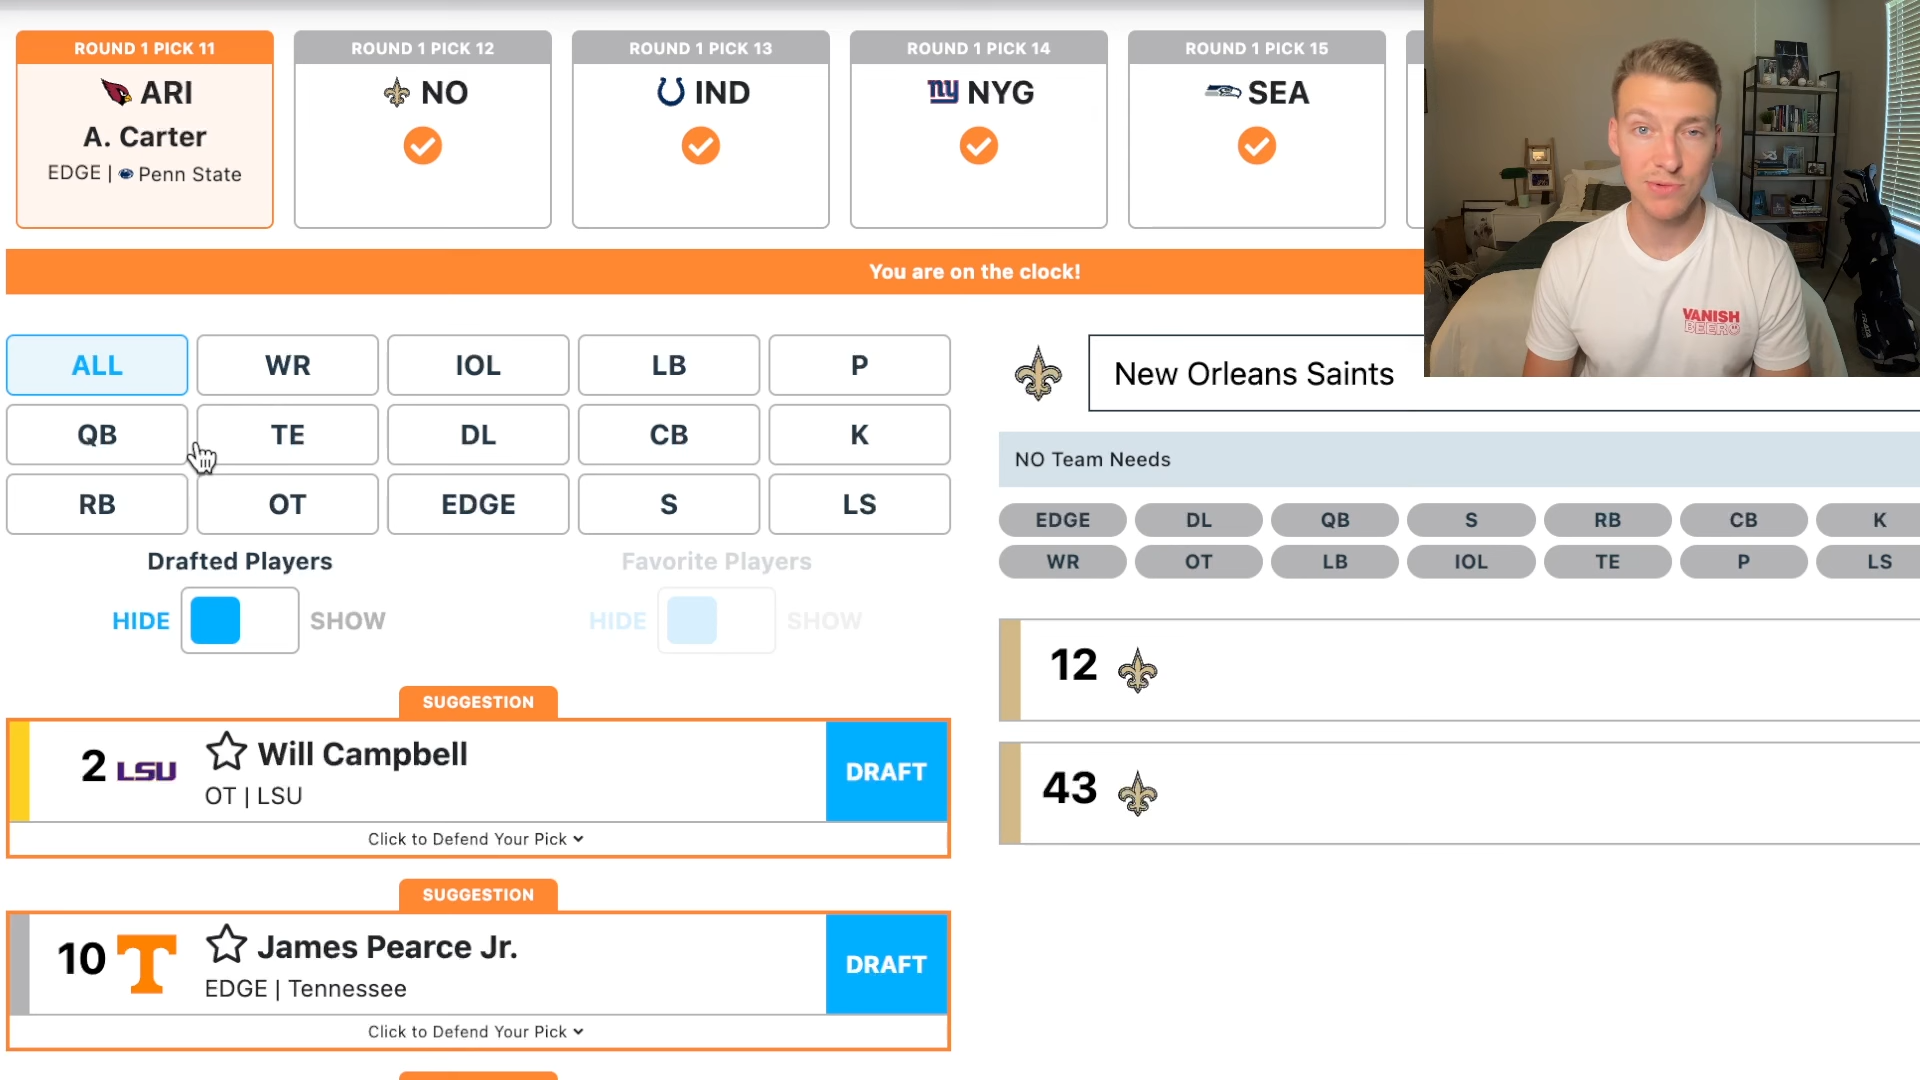 ROUND 1 PICK 11
ARI
A. Carter
EDGE | Penn State
ROUND 1 PICK 12
NO
ROUND 1 PICK 13
IND
ROUND 1 PICK 14
NYG
ROUND 1 PICK 15
SEA
You are on the clock!
ALL
WR
IOL
LB
P
QB
TE
DL
CB
K
RB
OT
EDGE
S
LS
Drafted Players
HIDE
SHOW
Favorite Players
HIDE
SHOW
SUGGESTION
2 LSU Will Campbell
OT | LSU
DRAFT
Click to Defend Your Pick
SUGGESTION
10 T James Pearce Jr.
EDGE | Tennessee
DRAFT
Click to Defend Your Pick
New Orleans Saints
NO Team Needs
EDGE DL QB S RB CB K
WR OT LB IOL TE P LS
12
43
VANISH
BEER